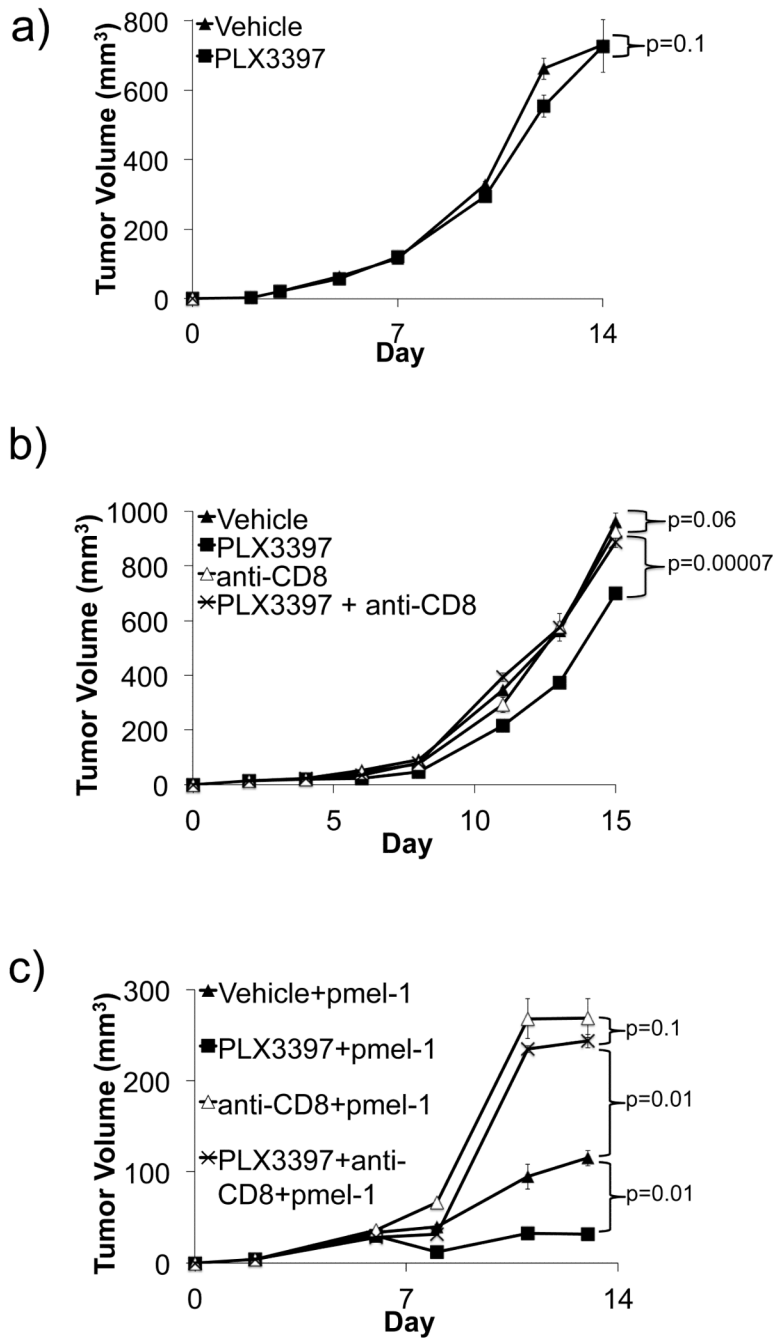 a)
Tumor Volume (mm³)
800
600
400
200
0
Vehicle
PLX3397
p=0.1
0
7
14
Day
b)
Tumor Volume (mm³)
1000
800
600
400
200
0
Vehicle
PLX3397
anti-CD8
PLX3397 + anti-CD8
p=0.06
p=0.00007
0
5
10
15
Day
c)
Tumor Volume (mm³)
300
200
100
0
Vehicle+pmel-1
PLX3397+pmel-1
anti-CD8+pmel-1
PLX3397+anti-
CD8+pmel-1
p=0.1
p=0.01
p=0.01
0
7
14
Day